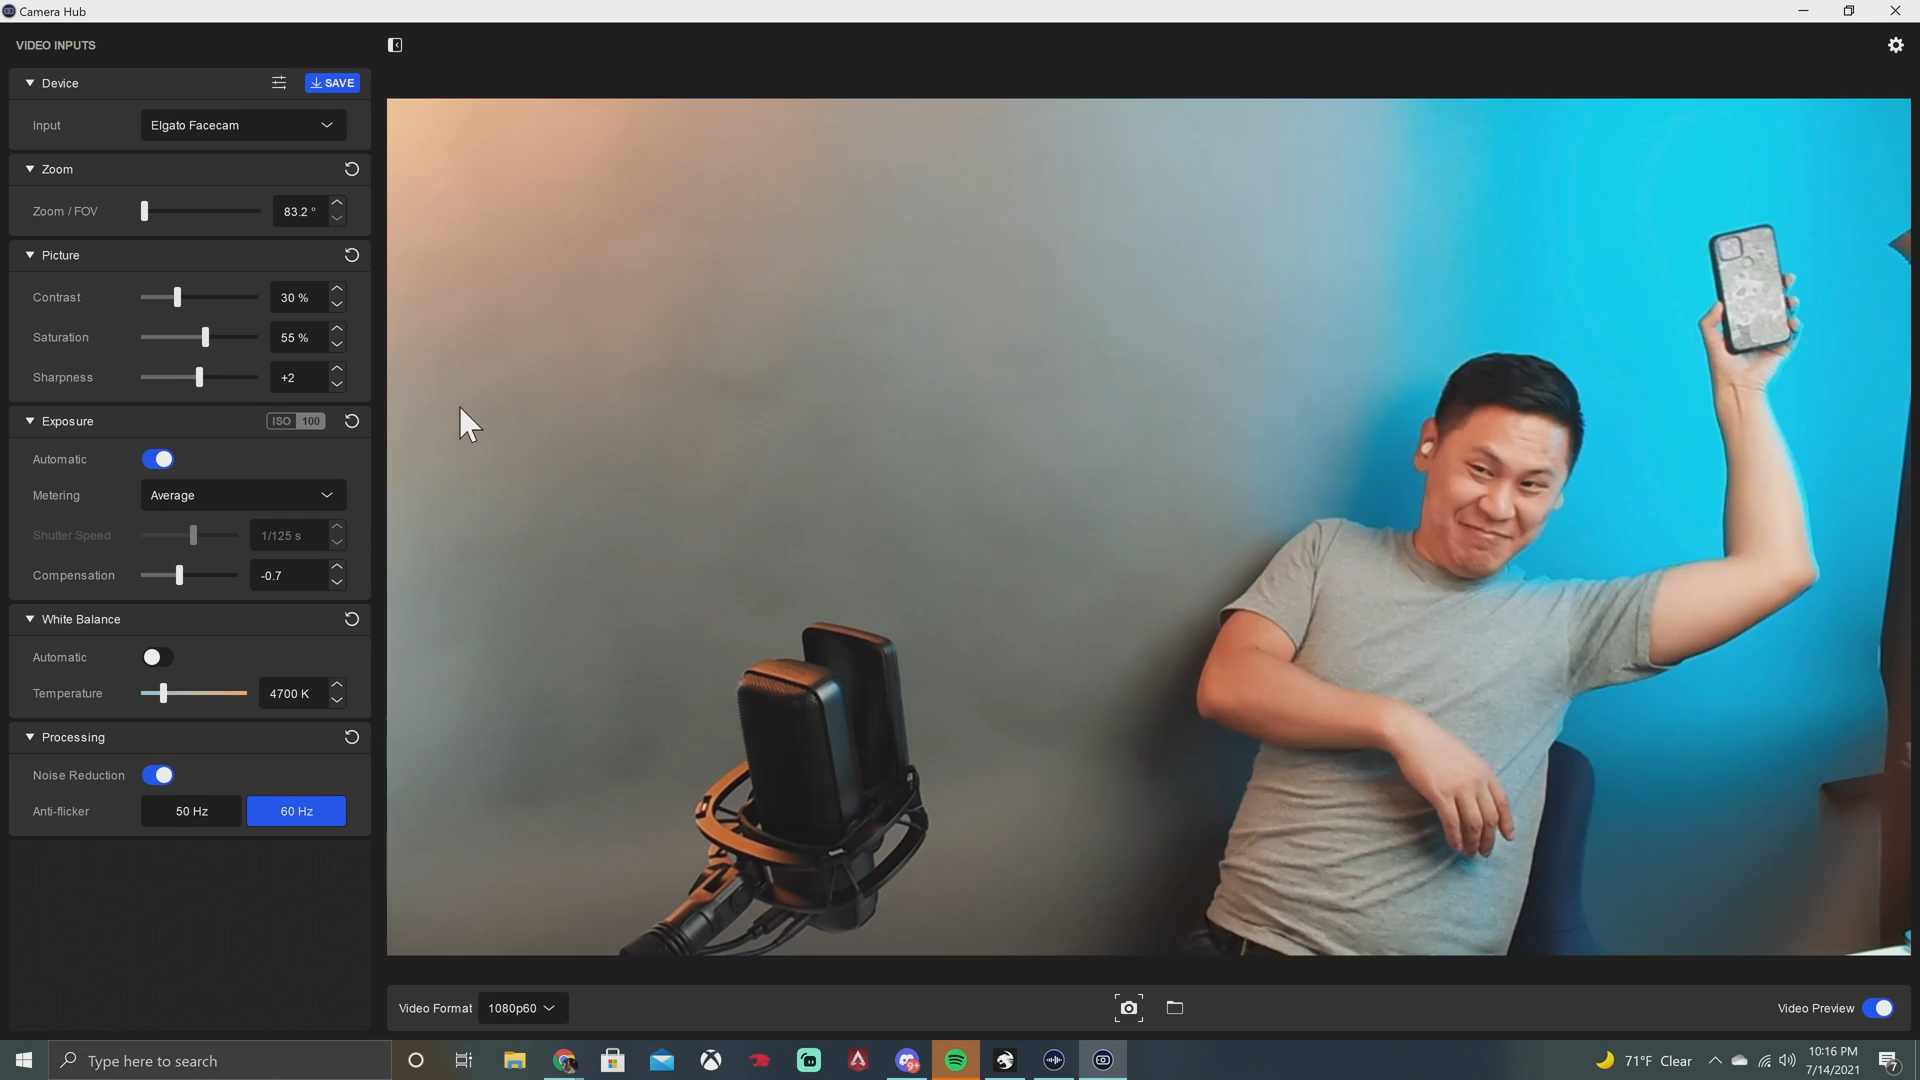 Camera Hub
VIDEO INPUTS
Device
SAVE
Input
Elgato Facecam
Zoom
Zoom / FOV
83.2 °
Picture
Contrast
30 %
Saturation
55 %
Sharpness
+2
Exposure
ISO 100
Automatic
Metering
Average
Shutter Speed
1/125 s
Compensation
-0.7
White Balance
Automatic
Temperature
4700 K
Processing
Noise Reduction
Anti-flicker
50 Hz
60 Hz
Video Format
1080p60
Video Preview
Type here to search
9+
71°F Clear
10:16 PM
7/14/2021
7